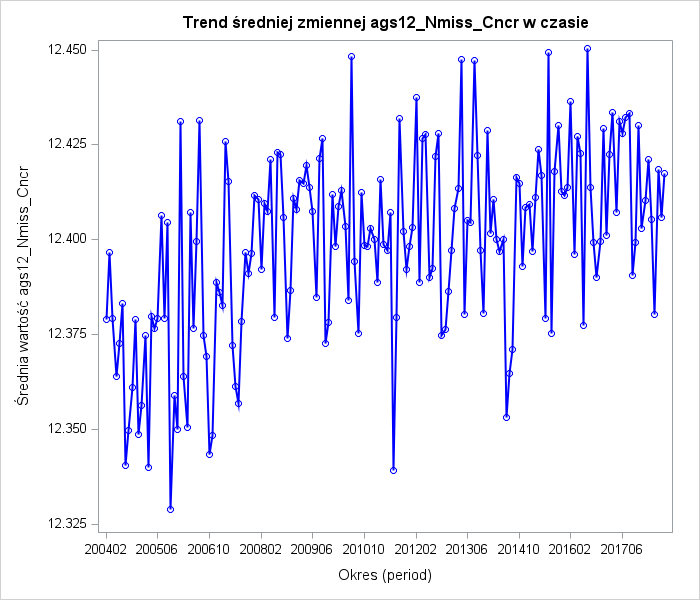 Trend średniej zmiennej ags12_Nmiss_Cncr w czasie
Średnia wartość ags12_Nmiss_Cncr
12.450
12.425
12.400
12.375
12.350
12.325
200402 200506 200610 200802 200906 201010 201202 201306 201410 201602 201706
Okres (period)